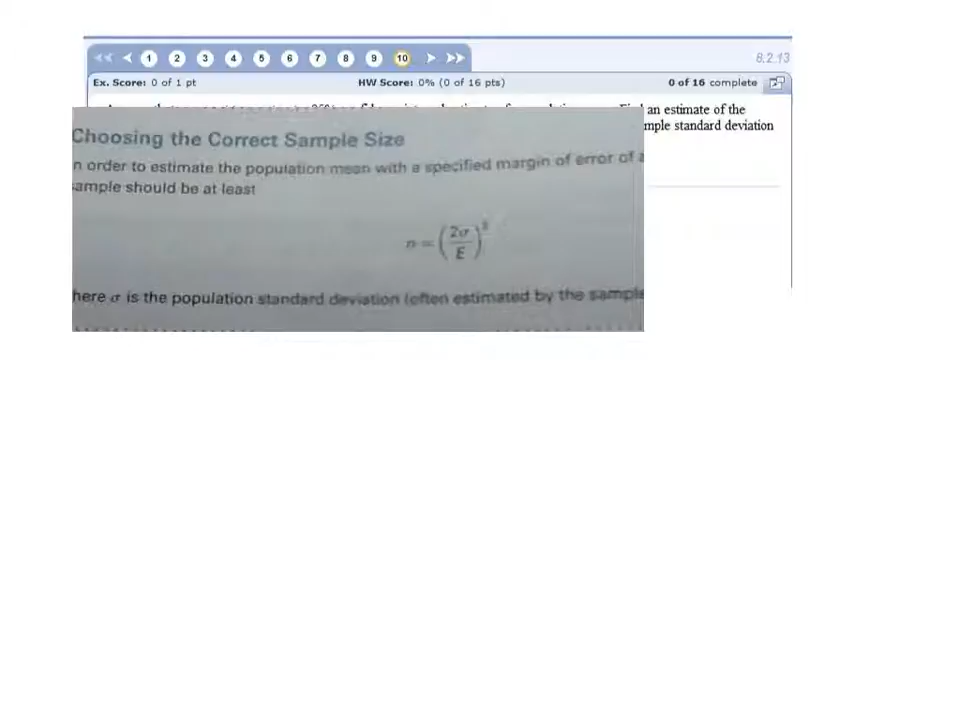 1 2 3 4 5 6 7 8 9 10
8.2.13
Ex. Score: 0 of 1 pt HW Score: 0% (0 of 16 pts) 0 of 16 complete
an estimate of the
mple standard deviation
Choosing the Correct Sample Size
n order to estimate the population mean with a specified margin of error of
ample should be at least
n = (2σ/E)²
here σ is the population standard deviation (often estimated by the sample